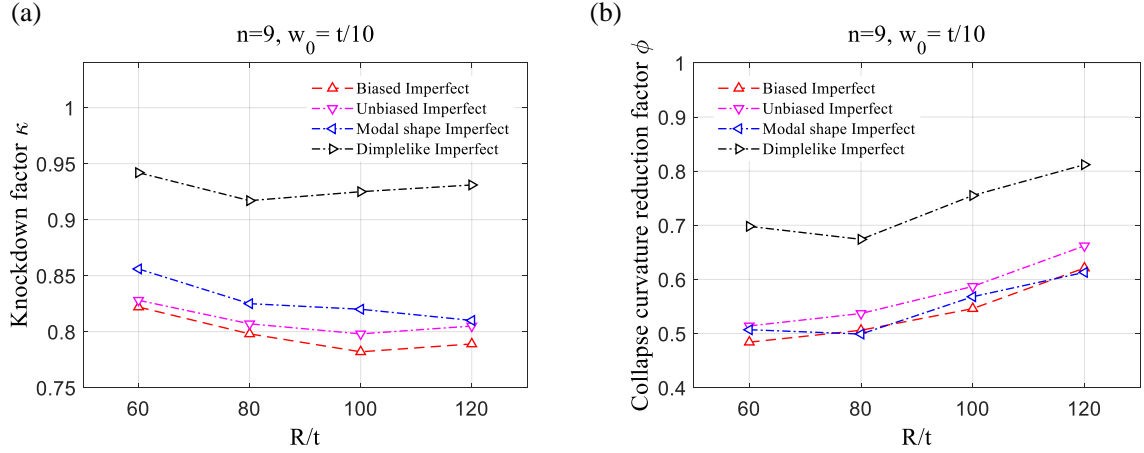 (a)
n=9, w0= t/10
Knockdown factor κ
1
0.95
0.9
0.85
0.8
0.75
60 80 100 120
R/t
Biased Imperfect
Unbiased Imperfect
Modal shape Imperfect
Dimplelike Imperfect
(b)
n=9, w0= t/10
Collapse curvature reduction factor ϕ
1
0.9
0.8
0.7
0.6
0.5
0.4
60 80 100 120
R/t
Biased Imperfect
Unbiased Imperfect
Modal shape Imperfect
Dimplelike Imperfect